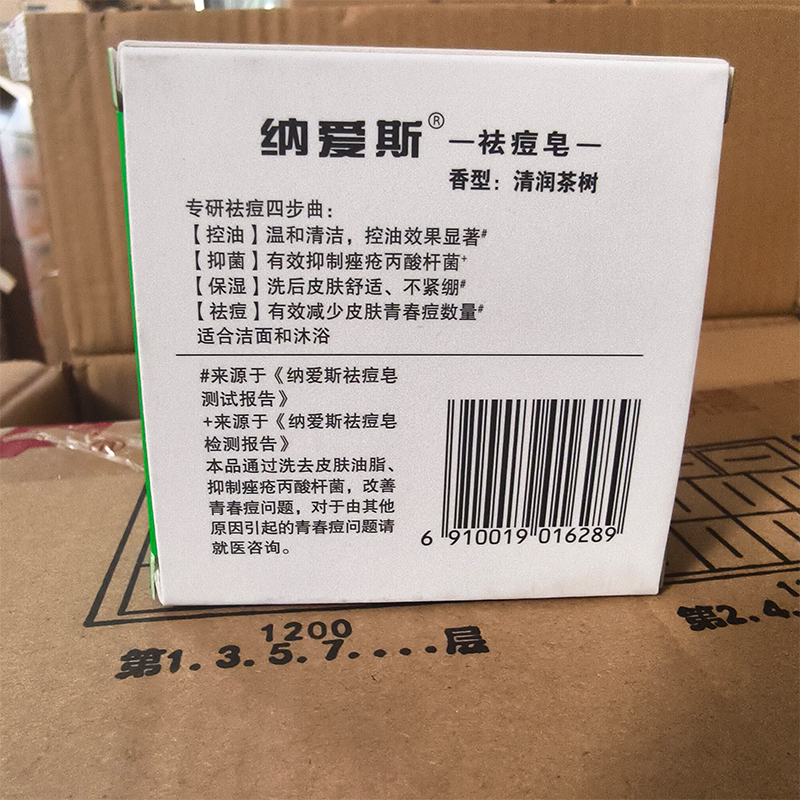 纳爱斯® —祛痘皂—
香型：清润茶树
专研祛痘四步曲：
【控油】温和清洁，控油效果显著#
【抑菌】有效抑制痤疮丙酸杆菌+
【保湿】洗后皮肤舒适、不紧绷#
【祛痘】有效减少皮肤青春痘数量#
适合洁面和沐浴
#来源于《纳爱斯祛痘皂
测试报告》
+来源于《纳爱斯祛痘皂
检测报告》
本品通过洗去皮肤油脂、
抑制痤疮丙酸杆菌，改善
青春痘问题，对于由其他
原因引起的青春痘问题请
就医咨询。
6 910019 016289
1200
第1.3.5.7....层
第2.4.